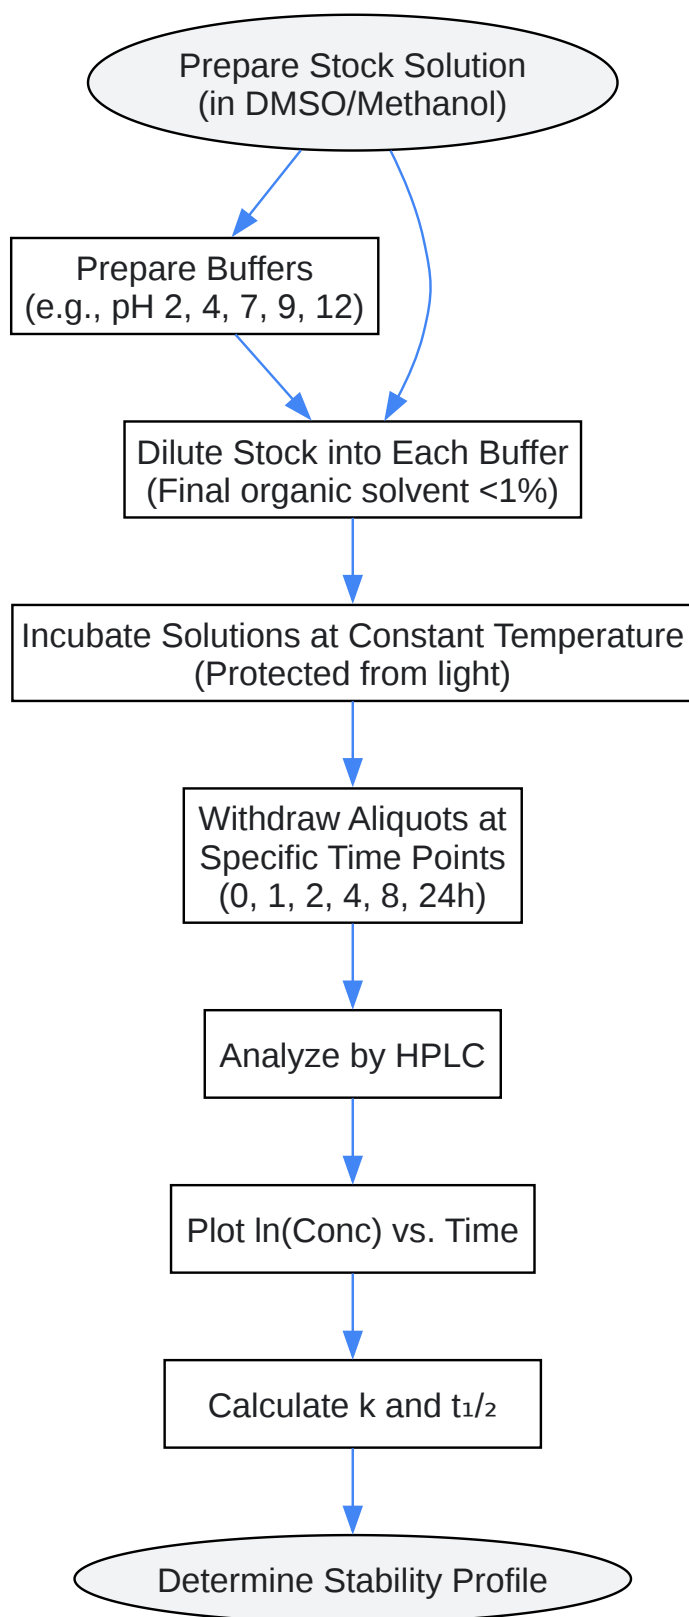 Prepare Stock Solution
(in DMSO/Methanol)
Prepare Buffers
(e.g., pH 2, 4, 7, 9, 12)
Dilute Stock into Each Buffer
(Final organic solvent <1%)
Incubate Solutions at Constant Temperature
(Protected from light)
Withdraw Aliquots at
Specific Time Points
(0, 1, 2, 4, 8, 24h)
Analyze by HPLC
Plot ln(Conc) vs. Time
Calculate k and t₁/₂
Determine Stability Profile